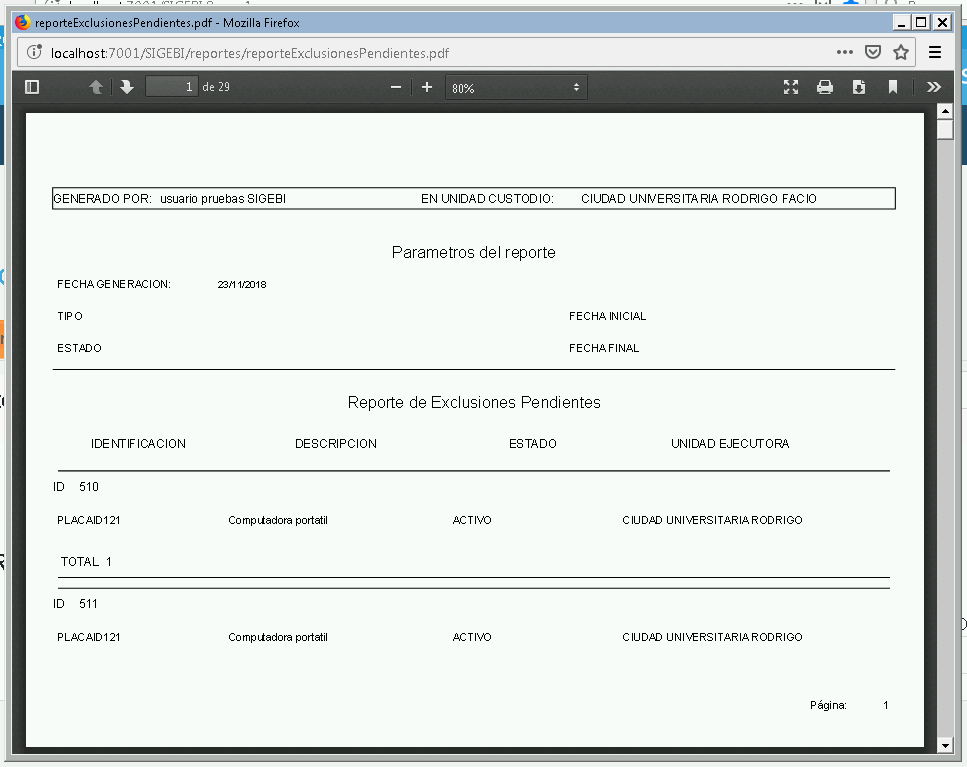 reporteExclusionesPendientes.pdf - Mozilla Firefox
localhost:7001/SIGEBI/reportes/reporteExclusionesPendientes.pdf
1 de 29 80%
GENERADO POR: usuario pruebas SIGEBI EN UNIDAD CUSTODIO: CIUDAD UNIVERSITARIA RODRIGO FACIO
Parametros del reporte
FECHA GENERACION: 23/11/2018
TIPO FECHA INICIAL
ESTADO FECHA FINAL
Reporte de Exclusiones Pendientes
IDENTIFICACION DESCRIPCION ESTADO UNIDAD EJECUTORA
ID 510
PLACAID121 Computadora portatil ACTIVO CIUDAD UNIVERSITARIA RODRIGO
TOTAL 1
ID 511
PLACAID121 Computadora portatil ACTIVO CIUDAD UNIVERSITARIA RODRIGO
Página: 1